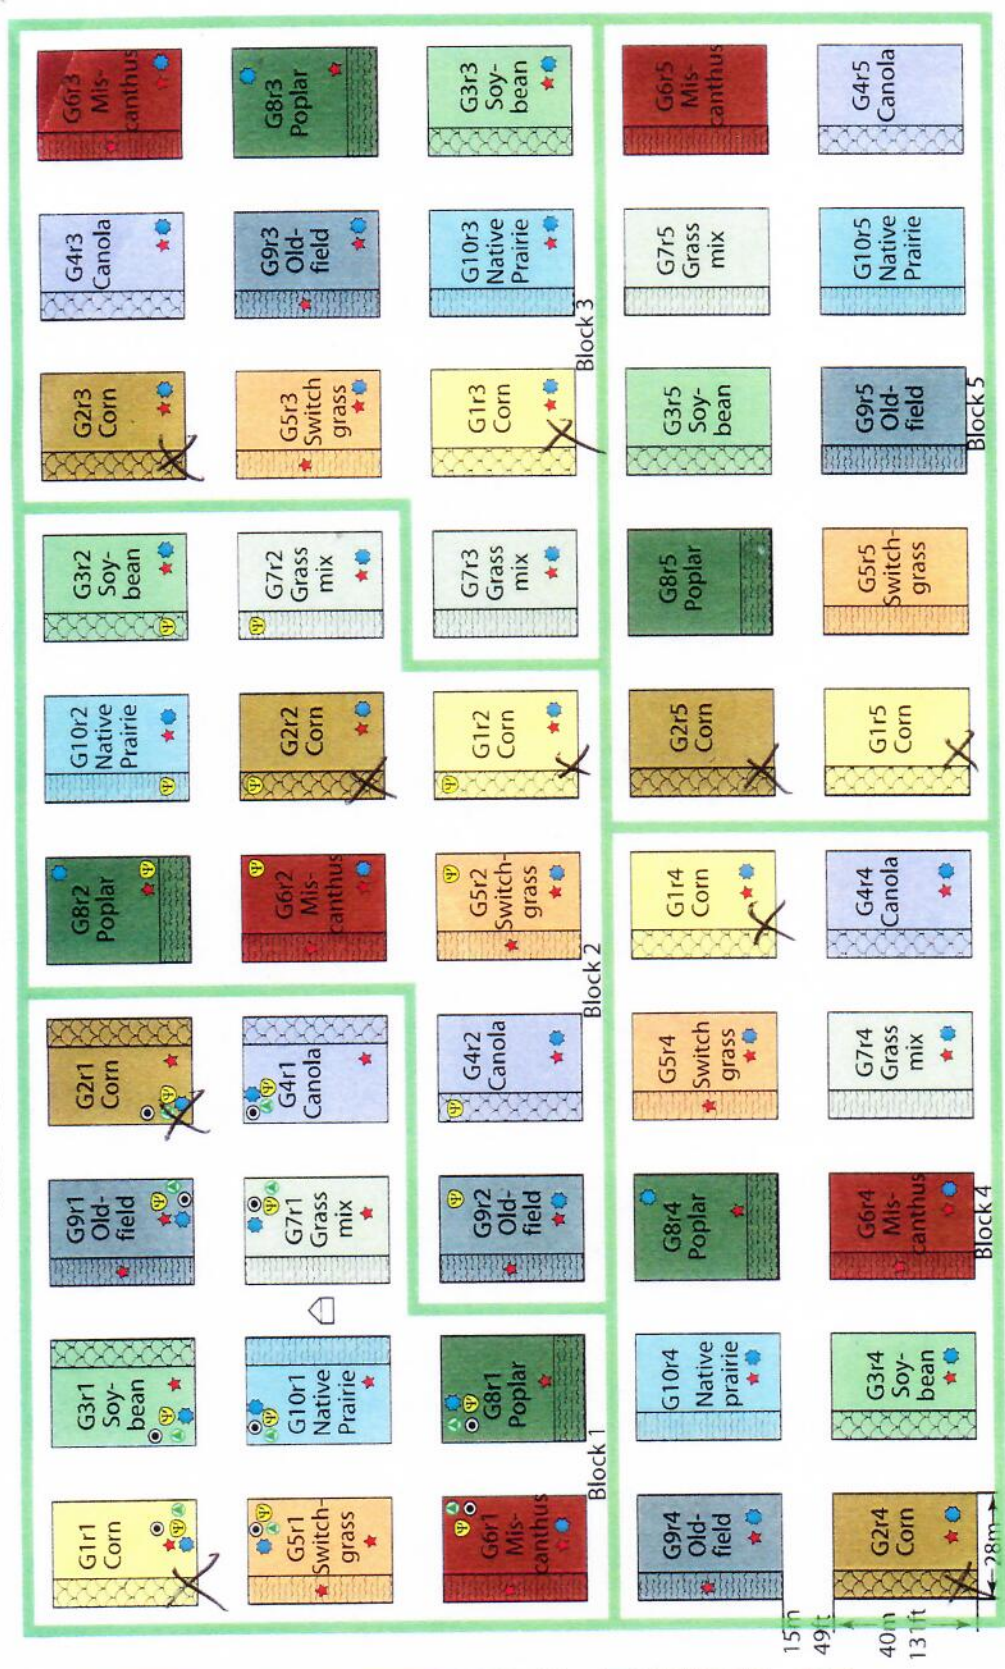 G1r1
Corn
G3r1
Soy-
bean
G9r1
Old-
field
G2r1
Corn
G8r2
Poplar
G10r2
Native
Prairie
G3r2
Soy-
bean
G2r3
Corn
G4r3
Canola
G6r3
Mis-
canthus
G5r1
Switch-
grass
G10r1
Native
Prairie
G7r1
Grass
mix
G4r1
Canola
G6r2
Mis-
canthus
G2r2
Corn
G7r2
Grass
mix
G5r3
Switch
grass
G9r3
Old-
field
G8r3
Poplar
G6r1
Mis-
canthus
G8r1
Poplar
G9r2
Old-
field
G4r2
Canola
G5r2
Switch-
grass
G1r2
Corn
G7r3
Grass
mix
G1r3
Corn
G10r3
Native
Prairie
G3r3
Soy-
bean
Block 1
Block 2
Block 3
G9r4
Old-
field
G10r4
Native
prairie
G8r4
Poplar
G5r4
Switch
grass
G1r4
Corn
G2r5
Corn
G8r5
Poplar
G3r5
Soy-
bean
G7r5
Grass
mix
G6r5
Mis-
canthus
15m
49ft
G2r4
Corn
G3r4
Soy-
bean
G6r4
Mis-
canthus
G7r4
Grass
mix
G4r4
Canola
G1r5
Corn
G5r5
Switch-
grass
G9r5
Old-
field
G10r5
Native
Prairie
G4r5
Canola
40m
131ft
Block 4
Block 5
28m